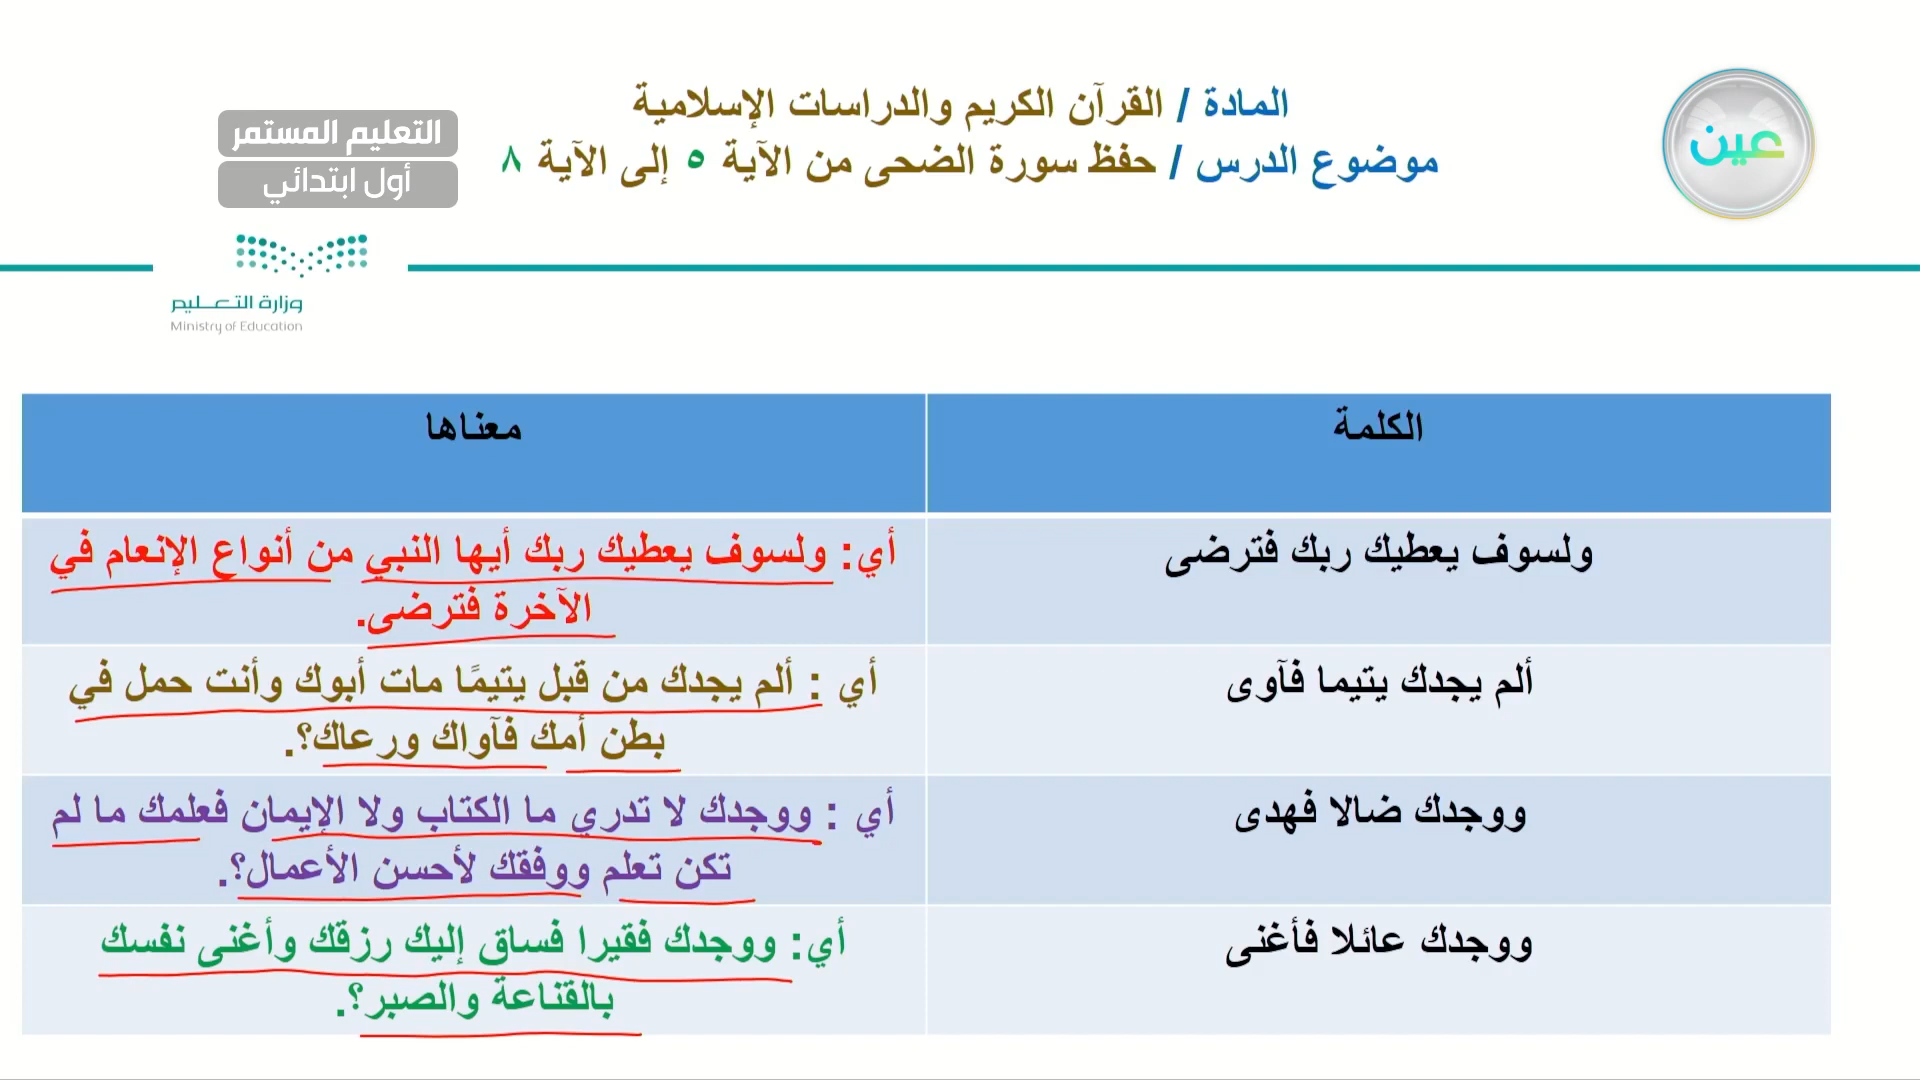 المادة / القرآن الكريم والدراسات الإسلامية
موضوع الدرس / حفظ سورة الضحى من الآية ٥ إلى الآية ٨
عين
التعليم المستمر
أول ابتدائي
وزارة التعليم
Ministry of Education
الكلمة
معناها
ولسوف يعطيك ربك فترضى
أي: ولسوف يعطيك ربك أيها النبي من أنواع الإنعام في
الآخرة فترضى.
ألم يجدك يتيما فآوى
أي : ألم يجدك من قبل يتيمًا مات أبوك وأنت حمل في
بطن أمك فآواك ورعاك؟.
ووجدك ضالا فهدى
أي : ووجدك لا تدري ما الكتاب ولا الإيمان فعلمك ما لم
تكن تعلم ووفقك لأحسن الأعمال؟.
ووجدك عائلا فأغنى
أي: ووجدك فقيرا فساق إليك رزقك وأغنى نفسك
بالقناعة والصبر؟.